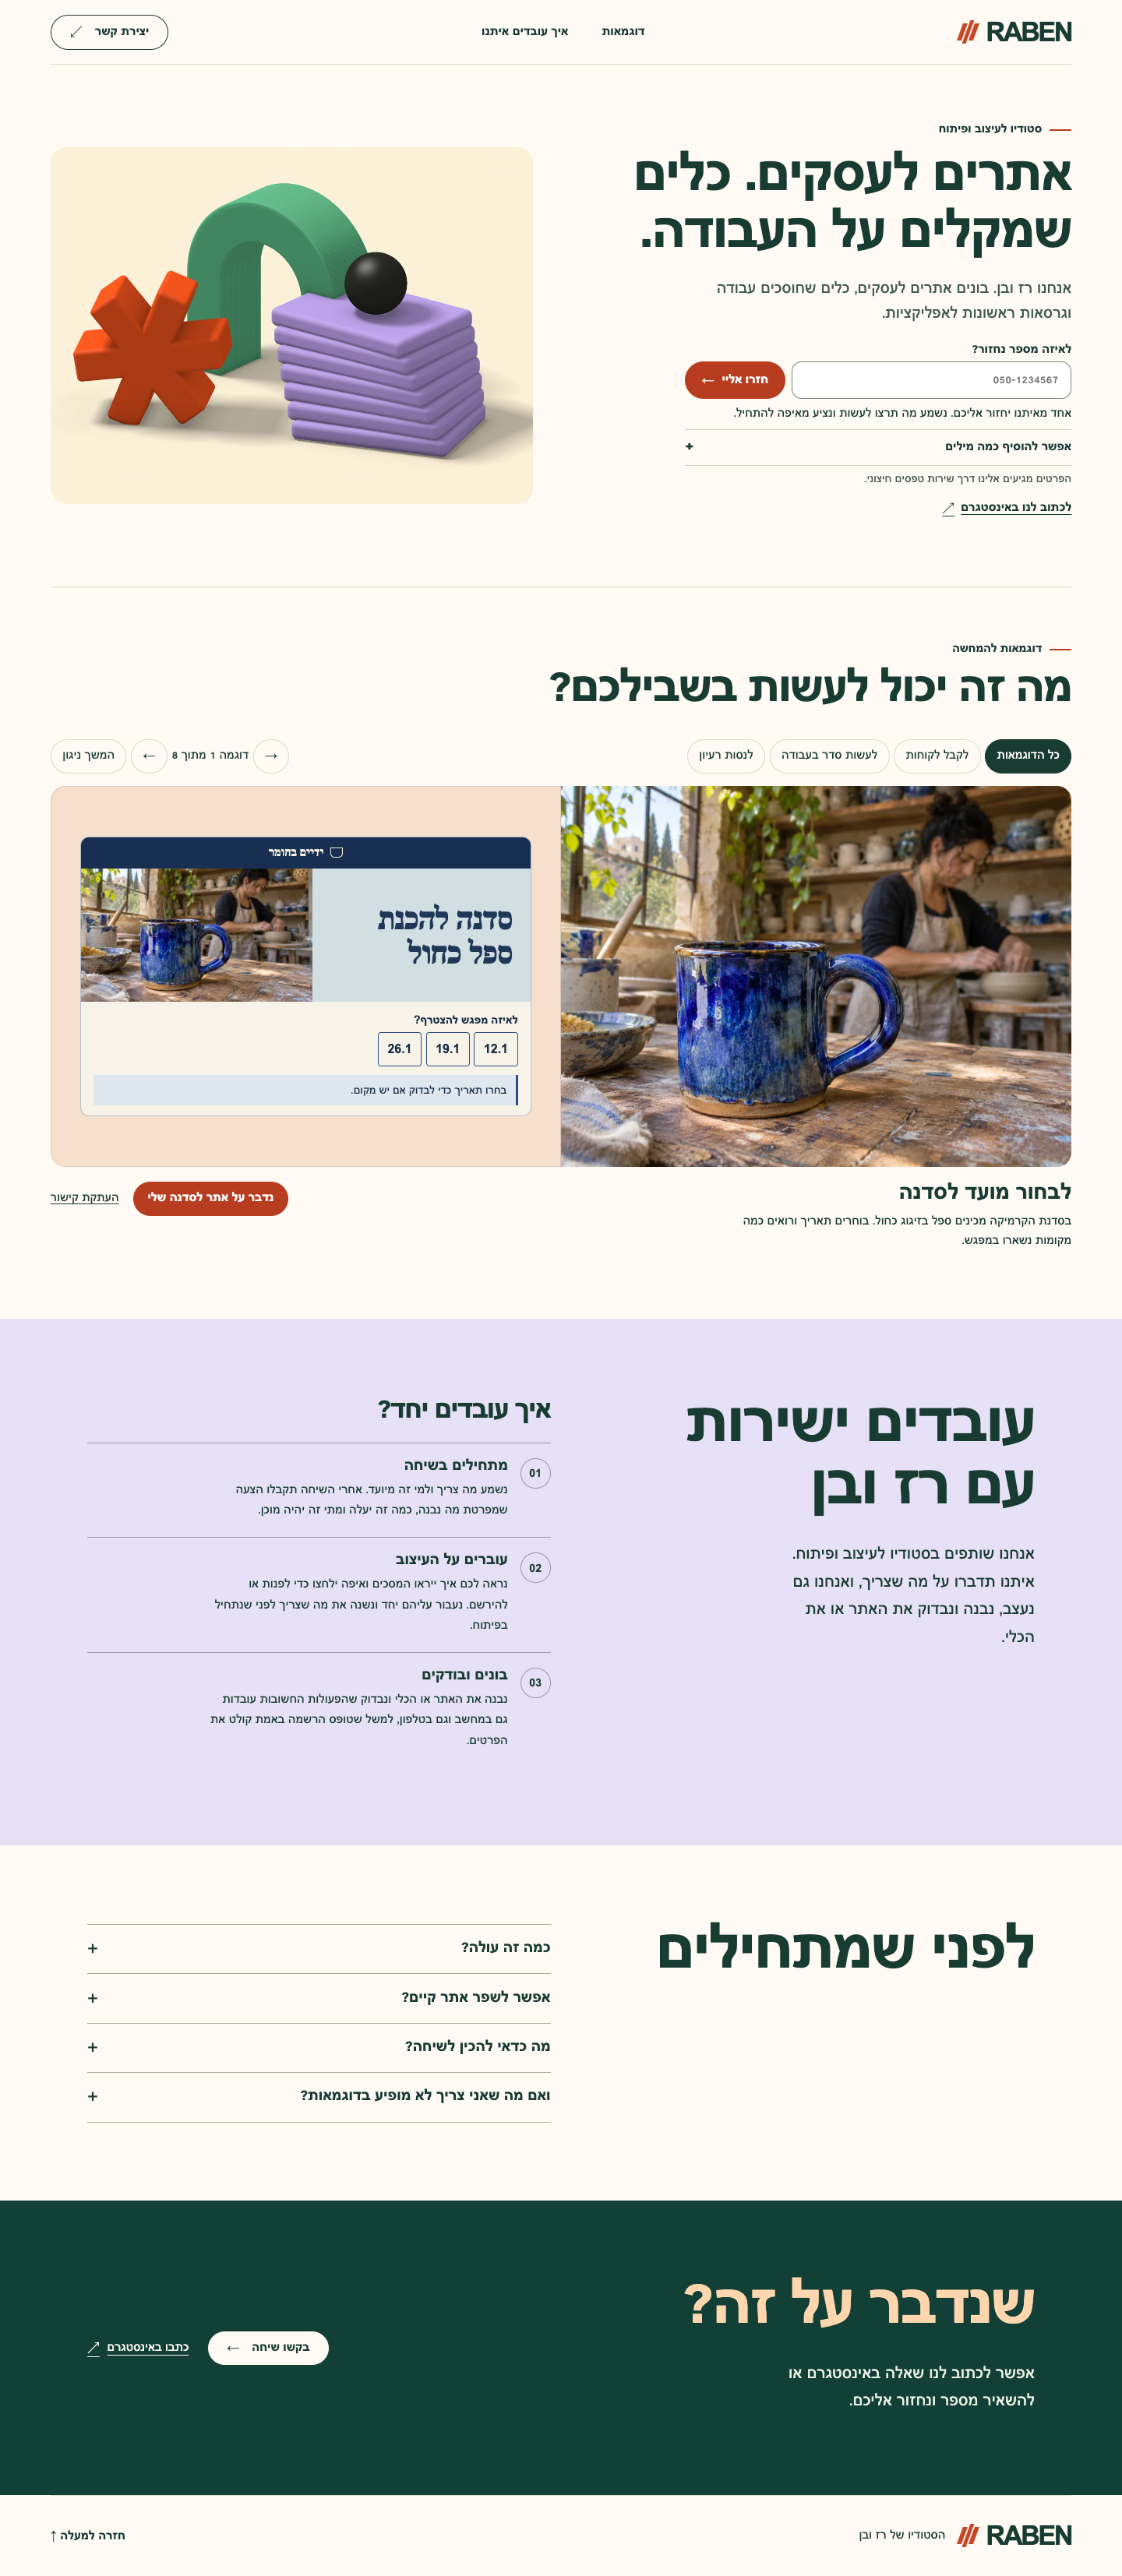 RABEN
דוגמאות
איך עובדים איתנו
יצירת קשר
סטודיו לעיצוב ופיתוח
אתרים לעסקים. כלים
שמקלים על העבודה.
אנחנו רז ובן. בונים אתרים לעסקים, כלים שחוסכים עבודה
וגרסאות ראשונות לאפליקציות.
לאיזה מספר נחזור?
050-1234567
חזרו אליי ←
אחד מאיתנו יחזור אליכם. נשמע מה תרצו לעשות ונציע מאיפה להתחיל.
אפשר להוסיף כמה מילים +
הפרטים מגיעים אלינו דרך שירות טפסים חיצוני.
לכתוב לנו באינסטגרם
דוגמאות להמחשה
מה זה יכול לעשות בשבילכם?
כל הדוגמאות
לקבל לקוחות
לעשות סדר בעבודה
לנסות רעיון
→ דוגמה 1 מתוך 8 ←
המשך ניגון
ידיים בחומר
סדנה להכנת
ספל כחול
לאיזה מפגש להצטרף?
12.1
19.1
26.1
בחרו תאריך כדי לבדוק אם יש מקום.
לבחור מועד לסדנה
בסדנת הקרמיקה מכינים ספל בזיגוג כחול. בוחרים תאריך ורואים כמה
מקומות נשארו במפגש.
נדבר על אתר לסדנה שלי
העתקת קישור
עובדים ישירות
עם רז ובן
אנחנו שותפים בסטודיו לעיצוב ופיתוח.
איתנו תדברו על מה שצריך, ואנחנו גם
נעצב, נבנה ונבדוק את האתר או את
הכלי.
איך עובדים יחד?
01
מתחילים בשיחה
נשמע מה צריך ולמי זה מיועד. אחרי השיחה תקבלו הצעה
שמפרטת מה נבנה, כמה זה יעלה ומתי זה יהיה מוכן.
02
עוברים על העיצוב
נראה לכם איך ייראו המסכים ואיפה ילחצו כדי לפנות או
להירשם. נעבור עליהם יחד ונשנה את מה שצריך לפני שנתחיל
בפיתוח.
03
בונים ובודקים
נבנה את האתר או הכלי ונבדוק שהפעולות החשובות עובדות
גם במחשב וגם בטלפון, למשל שטופס הרשמה באמת קולט את
הפרטים.
לפני שמתחילים
כמה זה עולה? +
אפשר לשפר אתר קיים? +
מה כדאי להכין לשיחה? +
ואם מה שאני צריך לא מופיע בדוגמאות? +
שנדבר על זה?
אפשר לכתוב לנו שאלה באינסטגרם או
להשאיר מספר ונחזור אליכם.
בקשו שיחה ←
כתבו באינסטגרם
RABEN
הסטודיו של רז ובן
חזרה למעלה ↑